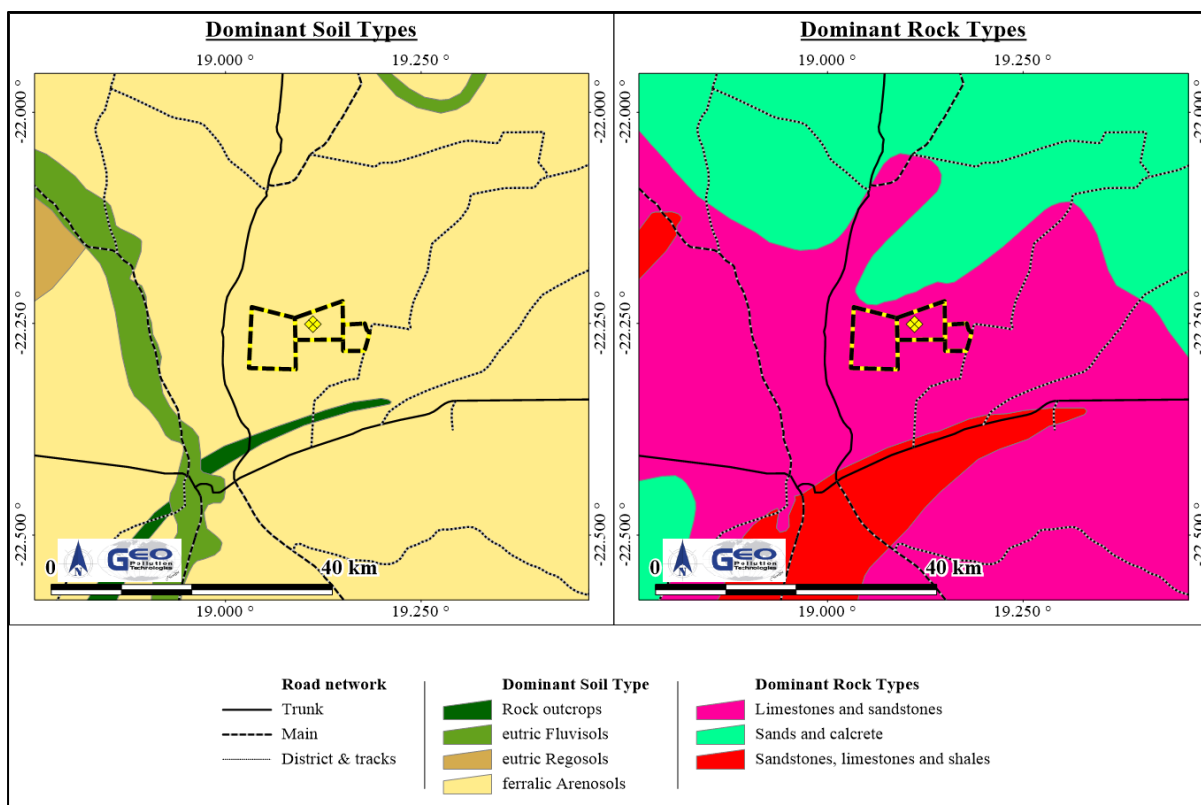 Dominant Soil Types
19.000 °
19.250 °
-22.000 °
-22.250 °
-22.500 °
-22.000 °
-22.250 °
-22.500 °
N
GEO
Pollution
Technologies
0
40 km
19.000 °
19.250 °
Dominant Rock Types
19.000 °
19.250 °
-22.000 °
-22.250 °
-22.500 °
-22.000 °
-22.250 °
-22.500 °
N
GEO
Pollution
Technologies
0
40 km
19.000 °
19.250 °
Road network
Trunk
Main
District & tracks
Dominant Soil Type
Rock outcrops
eutric Fluvisols
eutric Regosols
ferralic Arenosols
Dominant Rock Types
Limestones and sandstones
Sands and calcrete
Sandstones, limestones and shales